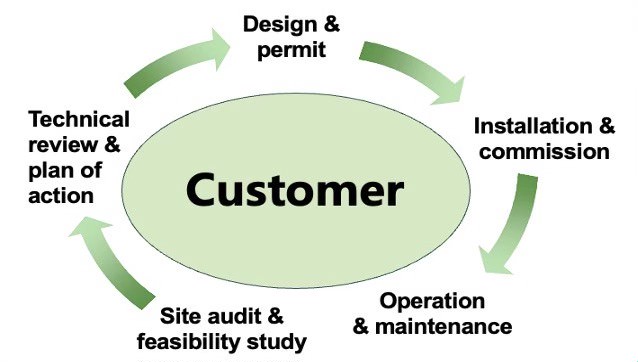 Design &
permit
Technical
review &
plan of
action
Installation &
commission
Customer
Site audit &
feasibility study
Operation
& maintenance